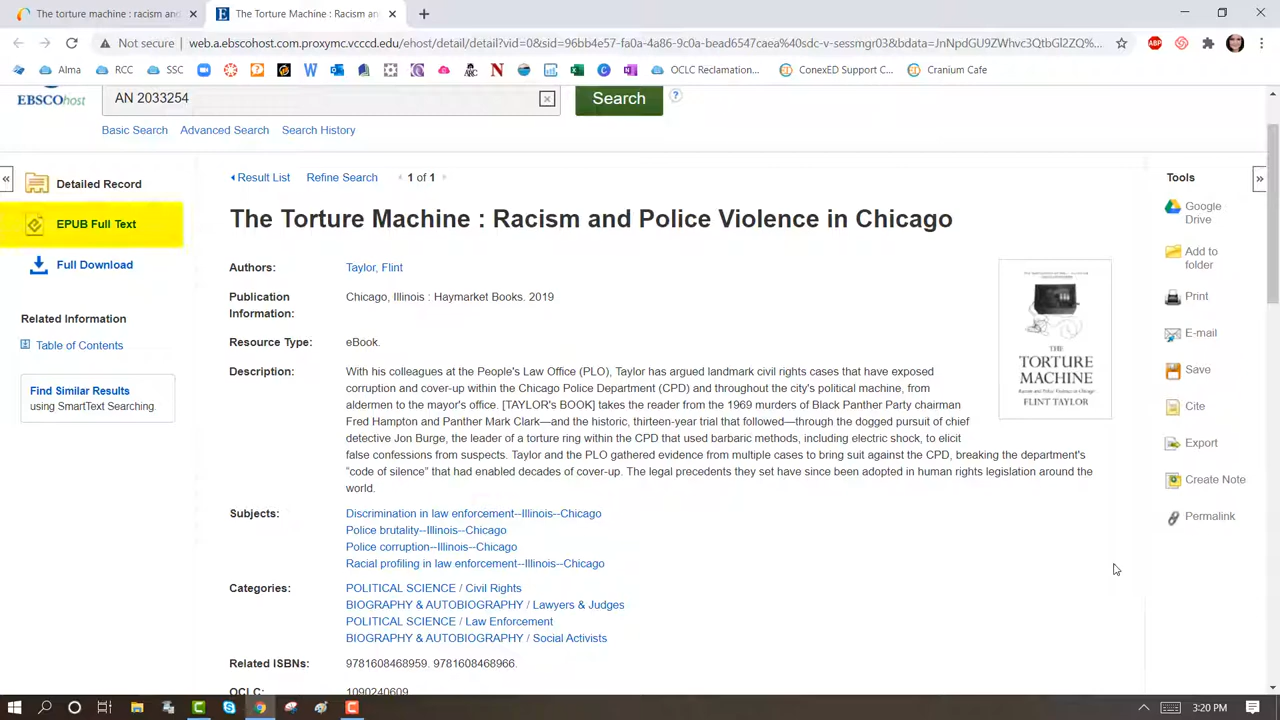 The torture machine : racism and
The Torture Machine : Racism an
Not secure
web.a.ebscohost.com.proxymc.vcccd.edu/ehost/detail/detail?vid=0&sid=96bb4e57-fa0a-4a86-9c0a-bead6547caea%40sdc-v-sessmgr03&bdata=JnNpdGU9ZWhvc3QtbGl2ZQ%...
ABP
Alma
RCC
SSC
OCLC Reclamation...
ConexED Support C...
Cranium Cafe
EBSCOhost
AN 2033254
Search
Basic Search
Advanced Search
Search History
Detailed Record
EPUB Full Text
Full Download
Related Information
Table of Contents
Find Similar Results
using SmartText Searching.
Result List
Refine Search
1 of 1
The Torture Machine : Racism and Police Violence in Chicago
Authors:
Taylor, Flint
Publication Information:
Chicago, Illinois : Haymarket Books. 2019
Resource Type:
eBook.
Description:
With his colleagues at the People's Law Office (PLO), Taylor has argued landmark civil rights cases that have exposed
corruption and cover-up within the Chicago Police Department (CPD) and throughout the city's political machine, from
aldermen to the mayor's office. [TAYLOR's BOOK] takes the reader from the 1969 murders of Black Panther Party chairman
Fred Hampton and Panther Mark Clark—and the historic, thirteen-year trial that followed—through the dogged pursuit of chief
detective Jon Burge, the leader of a torture ring within the CPD that used barbaric methods, including electric shock, to elicit
false confessions from suspects. Taylor and the PLO gathered evidence from multiple cases to bring suit against the CPD, breaking the department's
“code of silence” that had enabled decades of cover-up. The legal precedents they set have since been adopted in human rights legislation around the
world.
Subjects:
Discrimination in law enforcement--Illinois--Chicago
Police brutality--Illinois--Chicago
Police corruption--Illinois--Chicago
Racial profiling in law enforcement--Illinois--Chicago
Categories:
POLITICAL SCIENCE / Civil Rights
BIOGRAPHY & AUTOBIOGRAPHY / Lawyers & Judges
POLITICAL SCIENCE / Law Enforcement
BIOGRAPHY & AUTOBIOGRAPHY / Social Activists
Related ISBNs:
9781608468959. 9781608468966.
OCLC:
1090240609
THE
TORTURE
MACHINE
Racism and Police Violence in Chicago
FLINT TAYLOR
Tools
Google
Drive
Add to
folder
Print
E-mail
Save
Cite
Export
Create Note
Permalink
3:20 PM